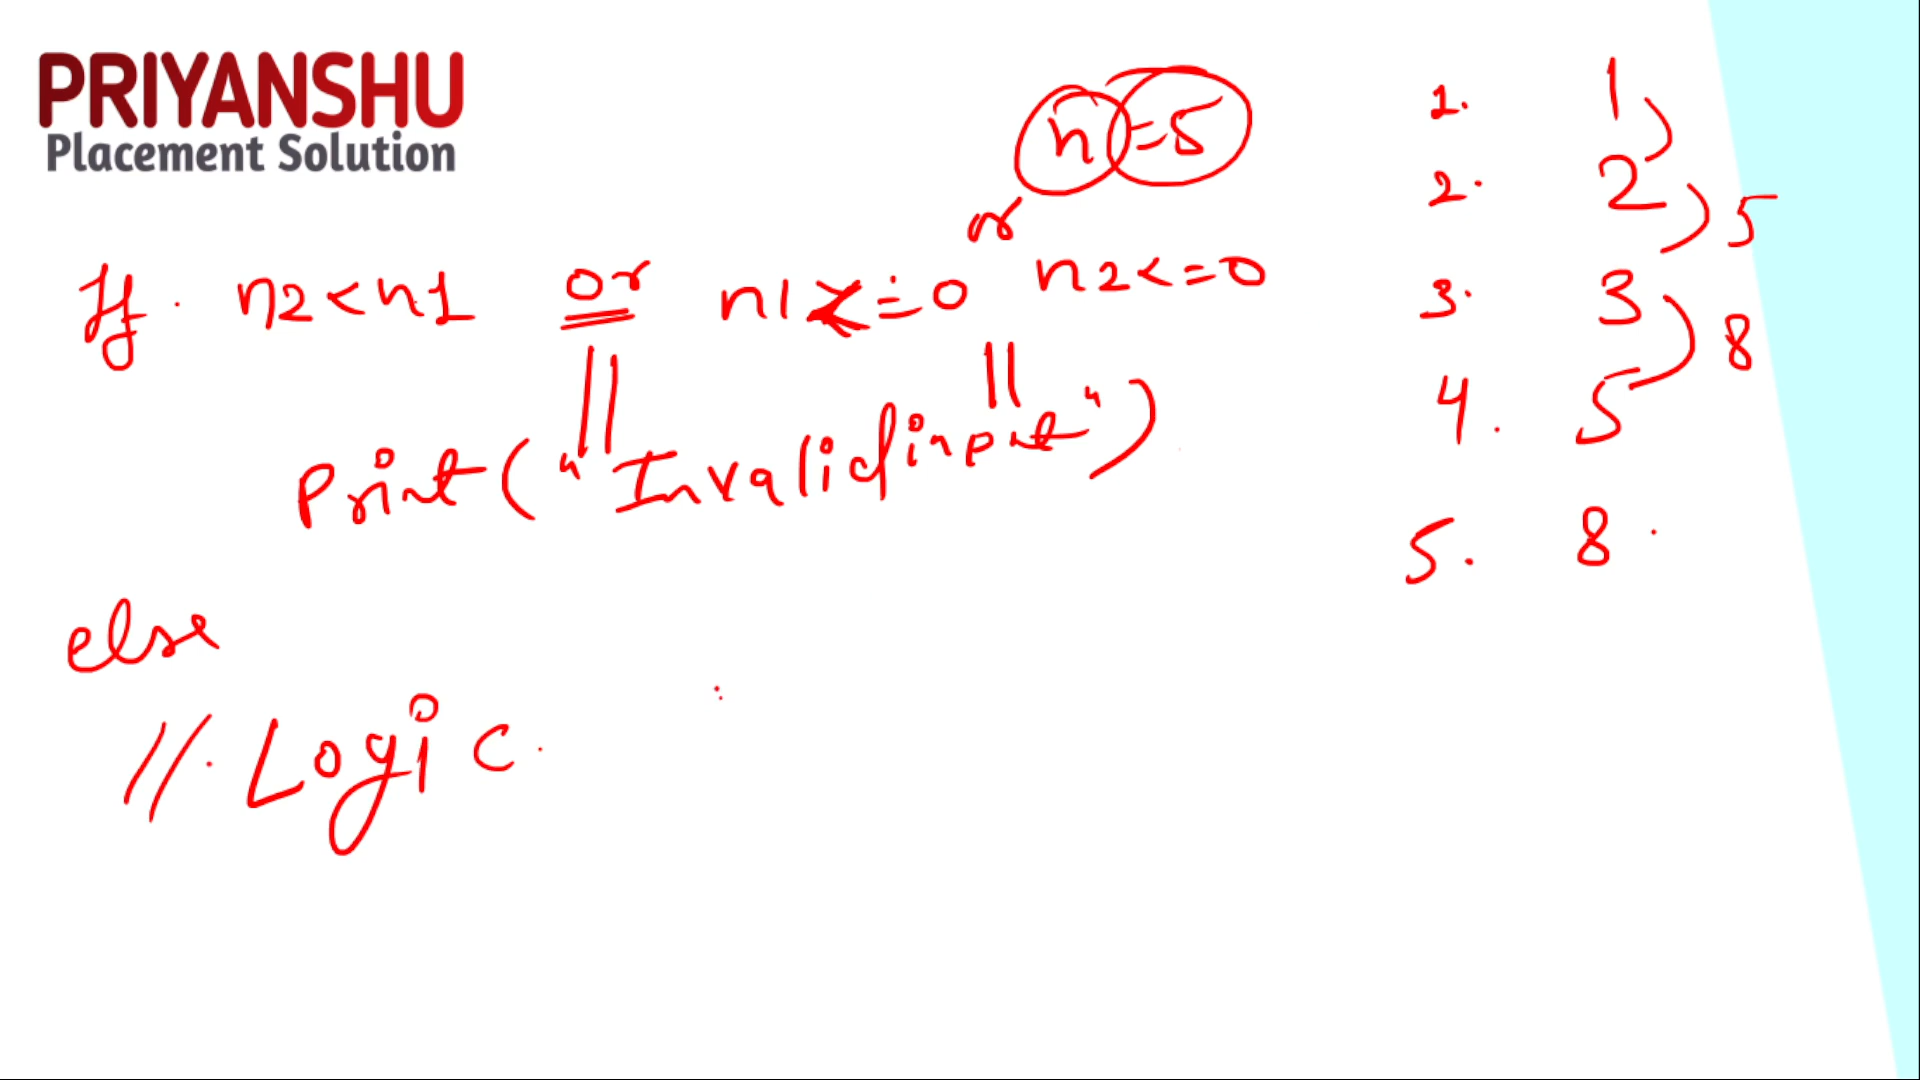 PRIYANSHU
Placement Solution
n = 5
or
If n2 < n1 or n1 <= 0 n2 <= 0
|| ||
Print ("Invalid input")
else
// Logic
1. 1
2. 2
5
3. 3
8
4. 5
5. 8